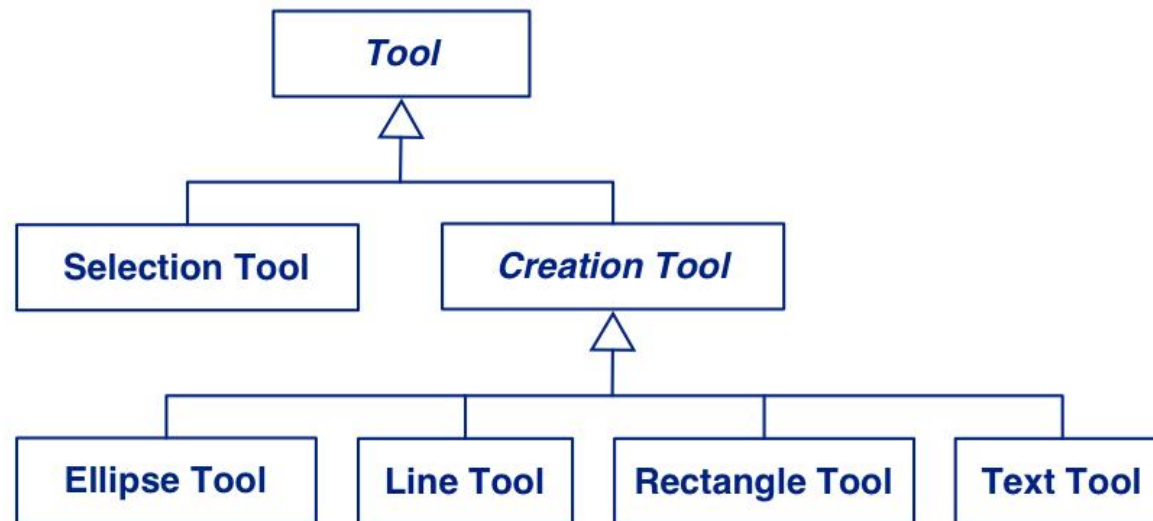 Tool
Selection Tool
Creation Tool
Ellipse Tool
Line Tool
Rectangle Tool
Text Tool